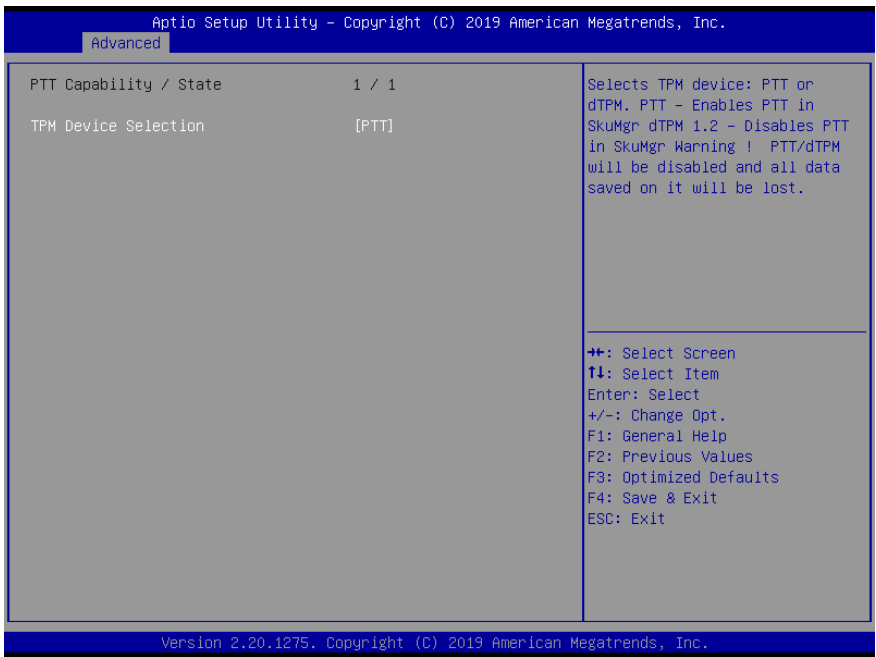 Aptio Setup Utility – Copyright (C) 2019 American Megatrends, Inc.
Advanced
PTT Capability / State 1 / 1
TPM Device Selection [PTT]
Selects TPM device: PTT or
dTPM. PTT – Enables PTT in
SkuMgr dTPM 1.2 – Disables PTT
in SkuMgr Warning ! PTT/dTPM
will be disabled and all data
saved on it will be lost.
→←: Select Screen
↑↓: Select Item
Enter: Select
+/-: Change Opt.
F1: General Help
F2: Previous Values
F3: Optimized Defaults
F4: Save & Exit
ESC: Exit
Version 2.20.1275. Copyright (C) 2019 American Megatrends, Inc.